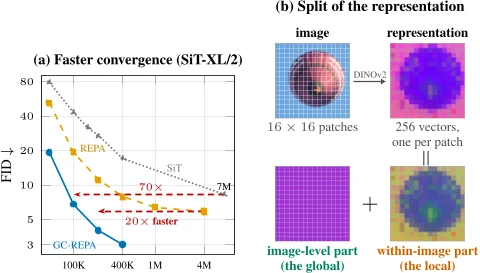 (b) Split of the representation
(a) Faster convergence (SiT-XL/2)
80
40
20
10
5
3
FID ↓
100K
400K
1M
4M
REPA
SiT
70×
7M
20× faster
GC-REPA
image
representation
DINOv2
16 × 16 patches
256 vectors,
one per patch
=
+
image-level part
(the global)
within-image part
(the local)